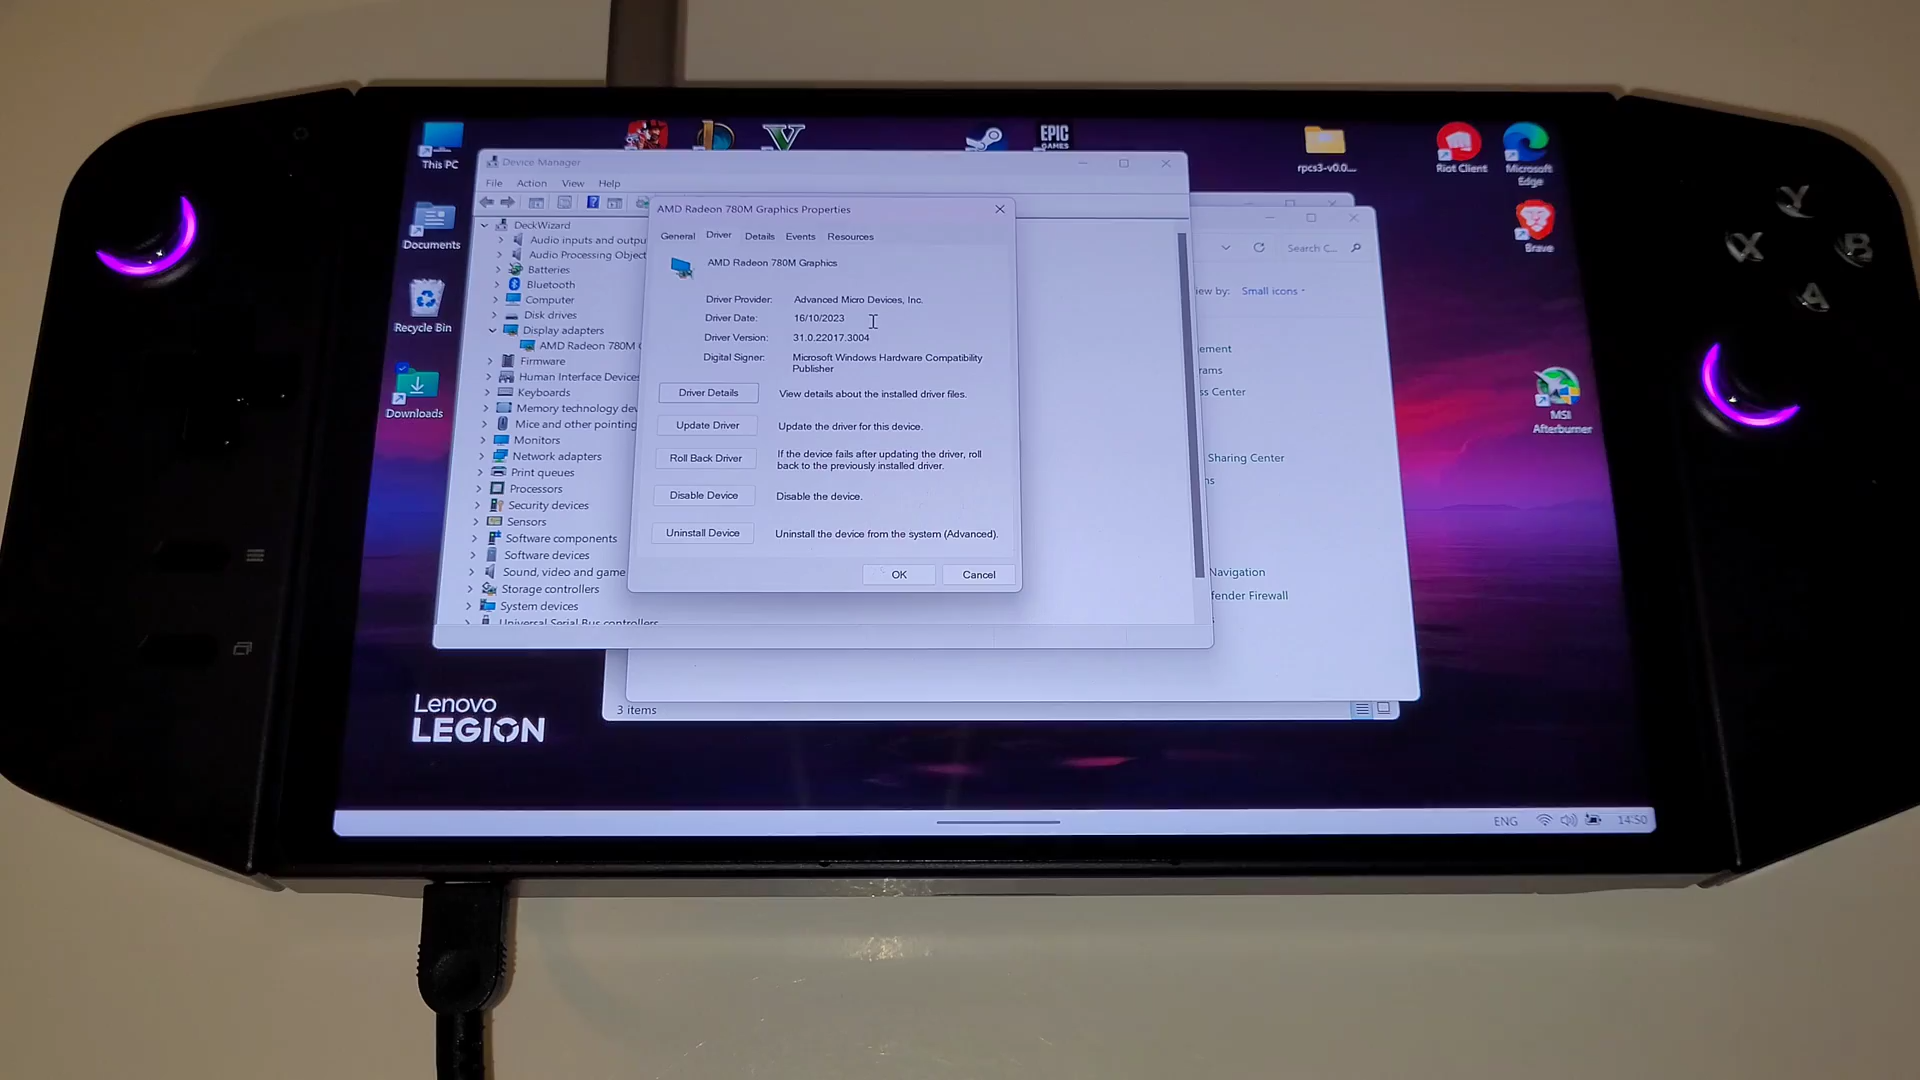 This PC
EPIC
GAMES
rpcs3-v0.0....
Riot Client
Microsoft
Edge
Device Manager
File Action View Help
Documents
AMD Radeon 780M Graphics Properties
General Driver Details Events Resources
AMD Radeon 780M Graphics
Driver Provider: Advanced Micro Devices, Inc.
Driver Date: 16/10/2023
Driver Version: 31.0.22017.3004
Digital Signer: Microsoft Windows Hardware Compatibility
Publisher
Driver Details View details about the installed driver files.
Update Driver Update the driver for this device.
Roll Back Driver If the device fails after updating the driver, roll
back to the previously installed driver.
Disable Device Disable the device.
Uninstall Device Uninstall the device from the system (Advanced).
OK Cancel
DeckWizard
Audio inputs and outpu
Audio Processing Object
Batteries
Bluetooth
Computer
Disk drives
Display adapters
AMD Radeon 780M
Firmware
Human Interface Devices
Keyboards
Memory technology dev
Mice and other pointing
Monitors
Network adapters
Print queues
Processors
Security devices
Sensors
Software components
Software devices
Sound, video and game
Storage controllers
System devices
Universal Serial Bus controllers
Search C...
iew by: Small icons
ement
rams
ss Center
Sharing Center
ns
Navigation
fender Firewall
3 items
Recycle Bin
Downloads
Brave
MSI
Afterburner
Lenovo
LEGION
ENG 14:50
Y
X
B
A